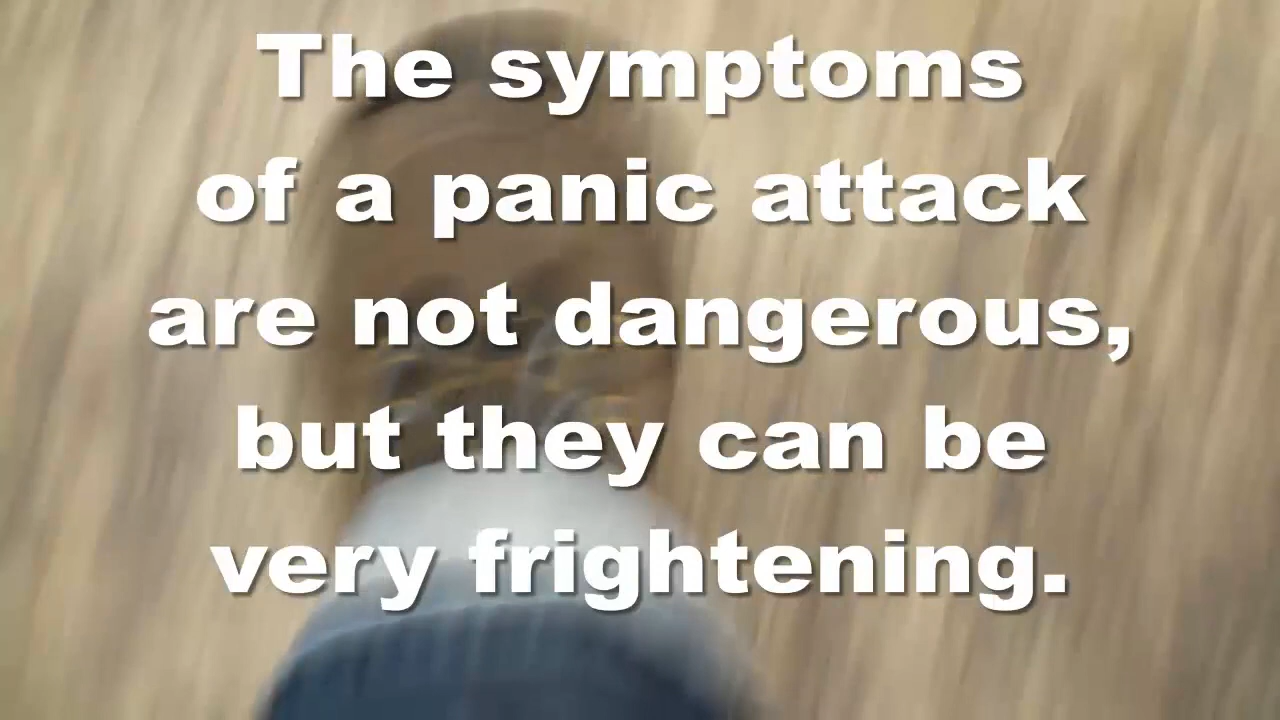 The symptoms
of a panic attack
are not dangerous,
but they can be
very frightening.